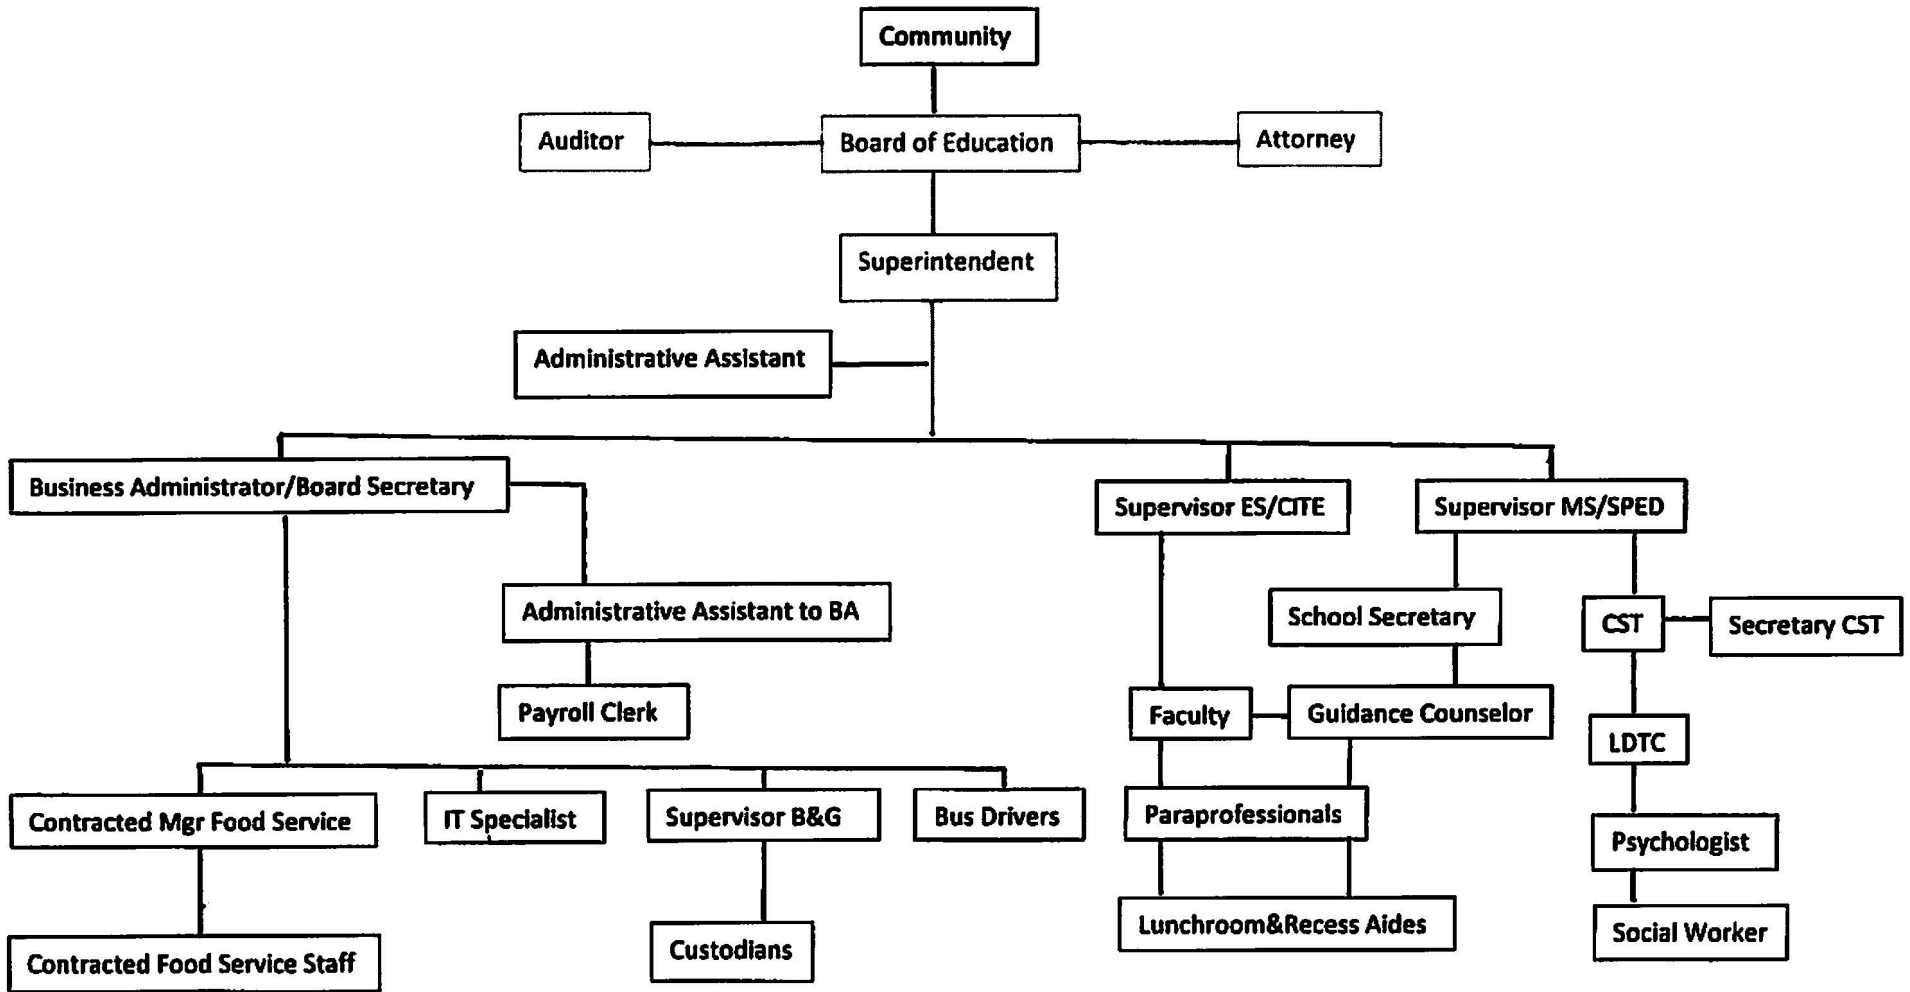 Community
Auditor
Board of Education
Attorney
Superintendent
Administrative Assistant
Business Administrator/Board Secretary
Supervisor ES/CITE
Supervisor MS/SPED
Administrative Assistant to BA
School Secretary
CST
Secretary CST
Payroll Clerk
Faculty
Guidance Counselor
LDTC
Contracted Mgr Food Service
IT Specialist
Supervisor B&G
Bus Drivers
Paraprofessionals
Psychologist
Contracted Food Service Staff
Custodians
Lunchroom&Recess Aides
Social Worker